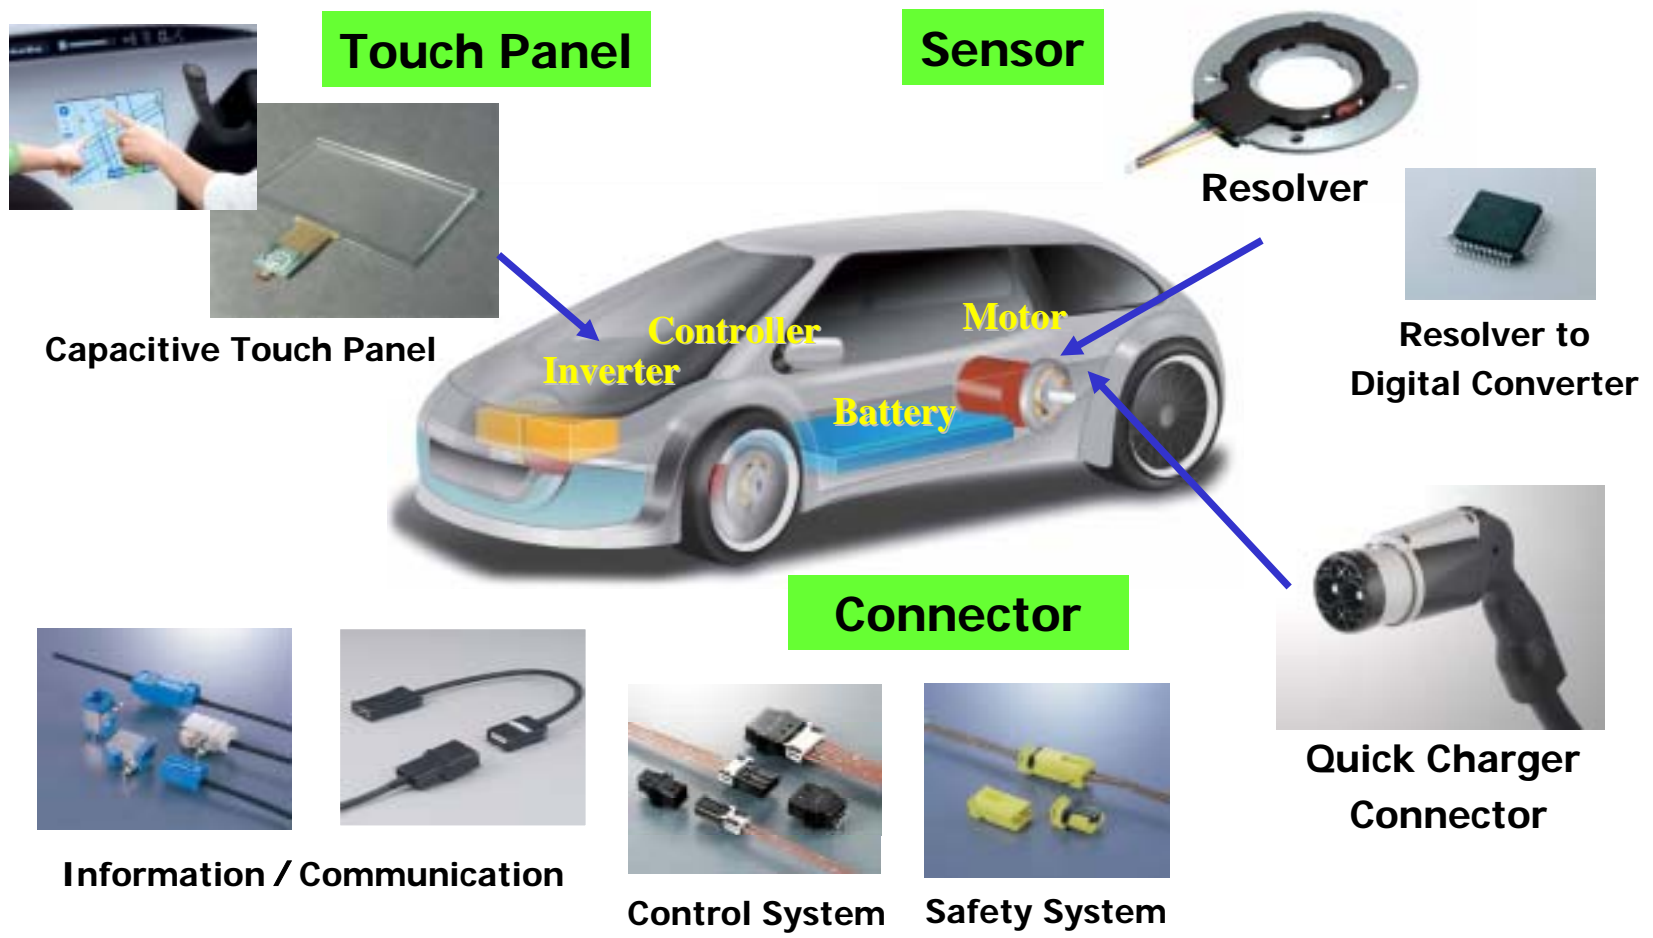 Touch Panel
Sensor
Resolver
Capacitive Touch Panel
Resolver to
Digital Converter
Controller
Motor
Inverter
Battery
Connector
Quick Charger
Connector
Information / Communication
Control System
Safety System